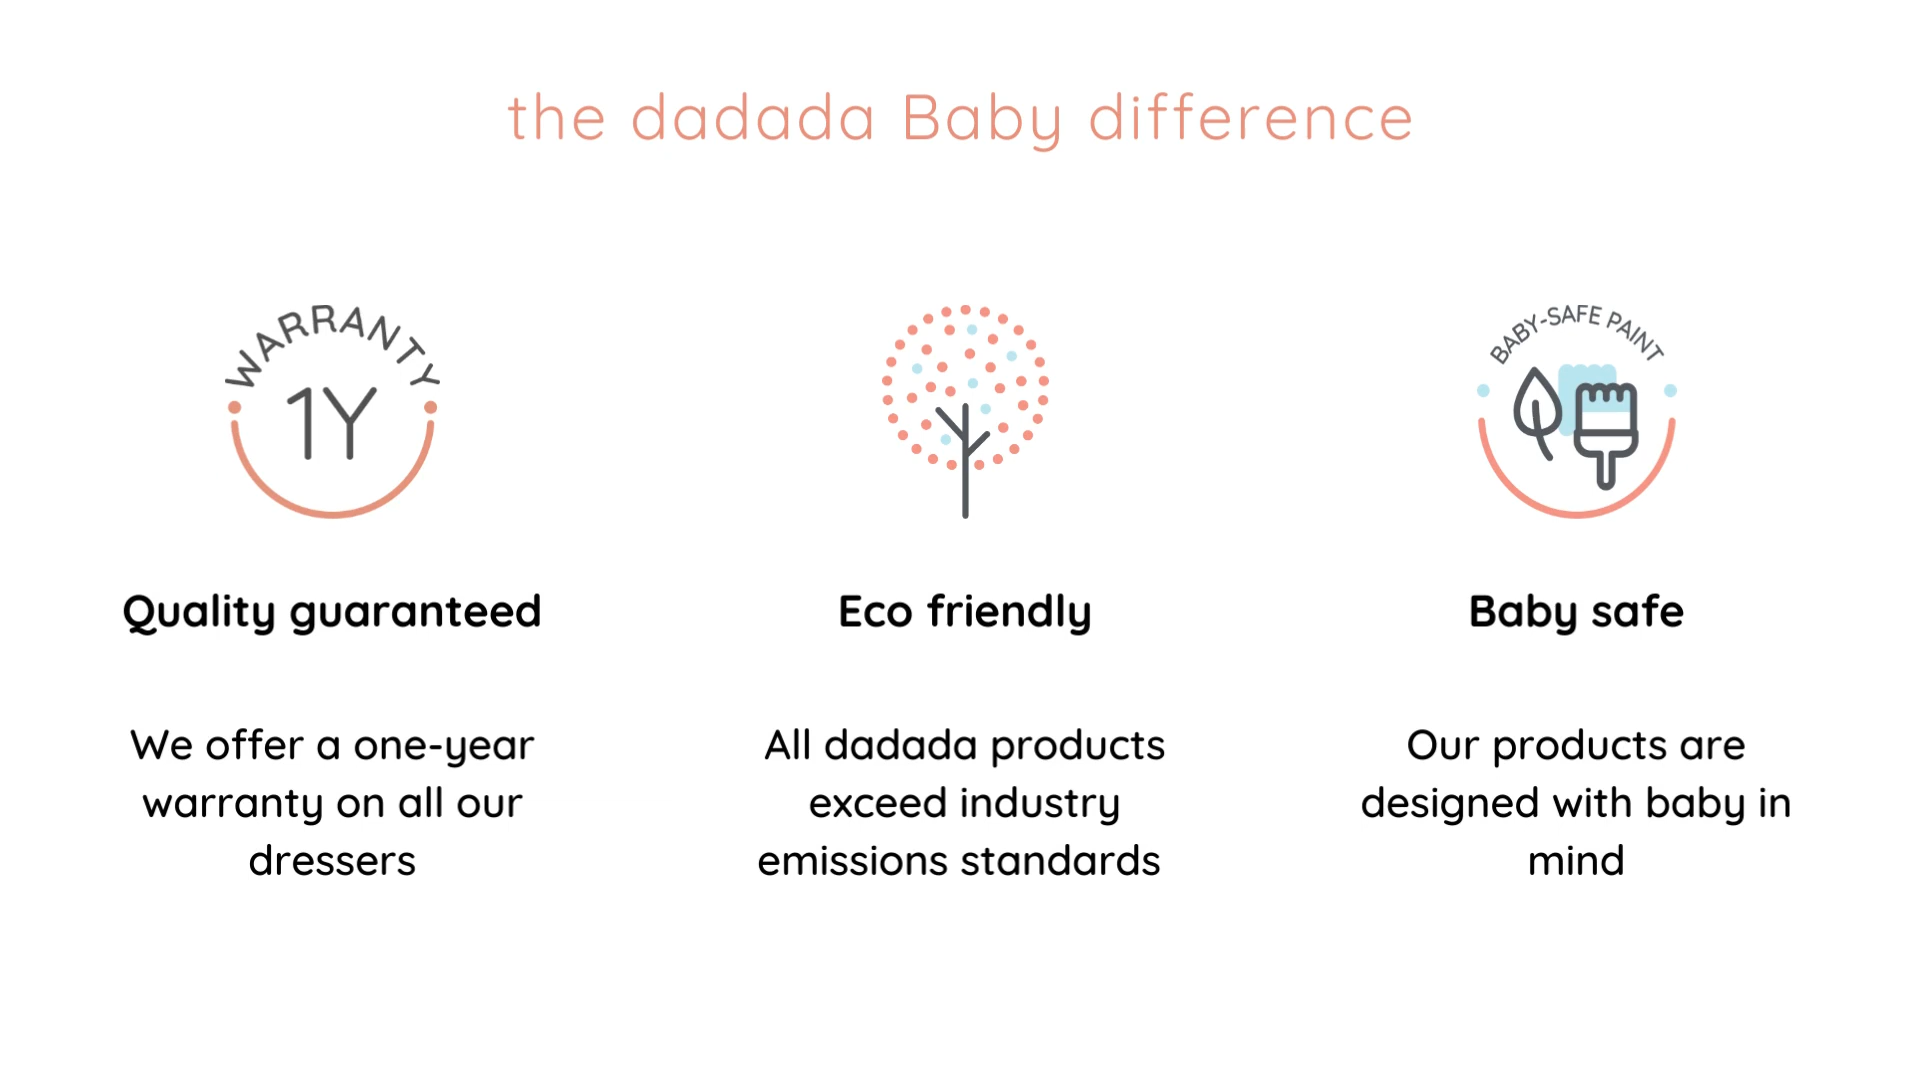 the dadada Baby difference
WARRANTY
1Y
BABY-SAFE PAINT
Quality guaranteed
Eco friendly
Baby safe
We offer a one-year
warranty on all our
dressers
All dadada products
exceed industry
emissions standards
Our products are
designed with baby in
mind